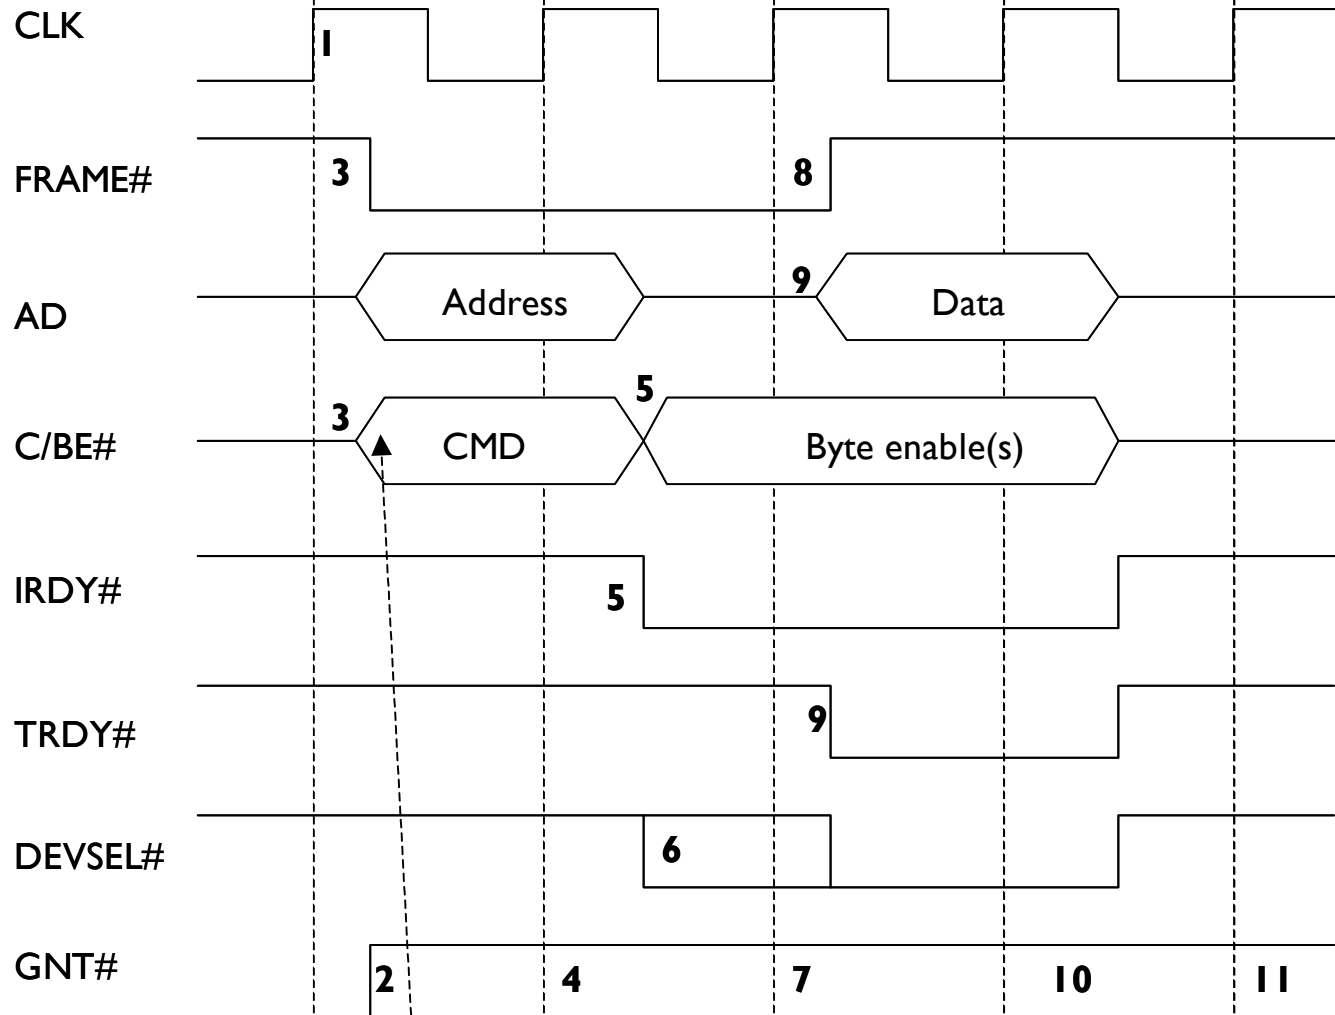 CLK
1
FRAME#
3
8
AD
Address
9
Data
C/BE#
3
CMD
5
Byte enable(s)
IRDY#
5
TRDY#
9
DEVSEL#
6
GNT#
2
4
7
10
11